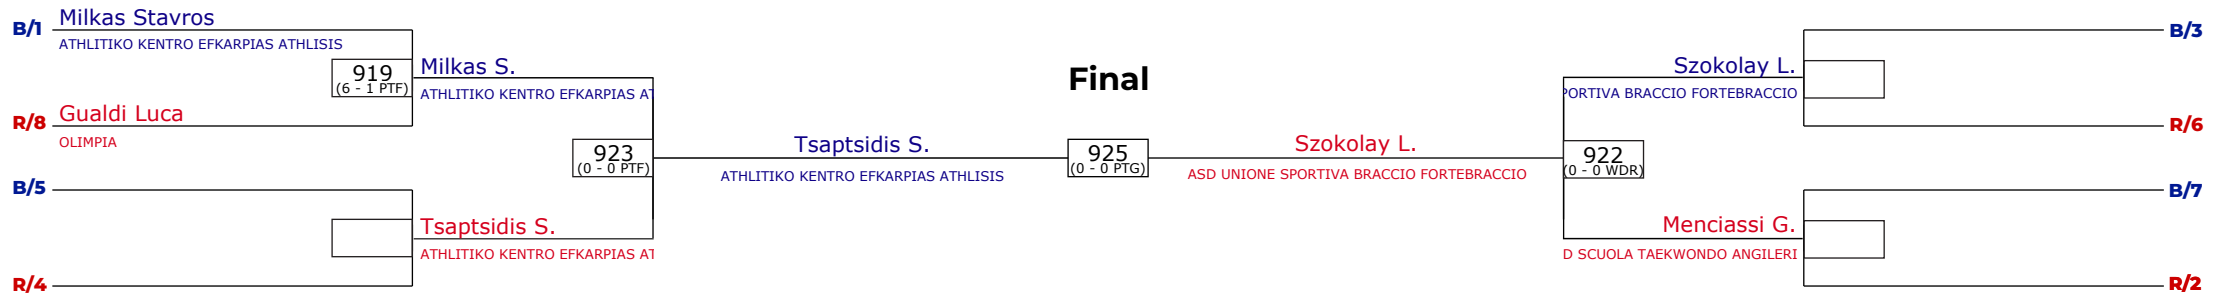 B/1 Milkas Stavros
ATHLITIKO KENTRO EFKARPIAS ATHLISIS
919
(6 - 1 PTF)
R/8 Gualdi Luca
OLIMPIA
Milkas S.
ATHLITIKO KENTRO EFKARPIAS AT
923
(0 - 0 PTF)
B/5
Tsaptsidis S.
ATHLITIKO KENTRO EFKARPIAS AT
R/4
Final
Tsaptsidis S.
ATHLITIKO KENTRO EFKARPIAS ATHLISIS
925
(0 - 0 PTG)
Szokolay L.
ASD UNIONE SPORTIVA BRACCIO FORTEBRACCIO
B/3
Szokolay L.
PORTIVA BRACCIO FORTEBRACCIO
R/6
922
(0 - 0 WDR)
B/7
Menciassi G.
D SCUOLA TAEKWONDO ANGILERI
R/2